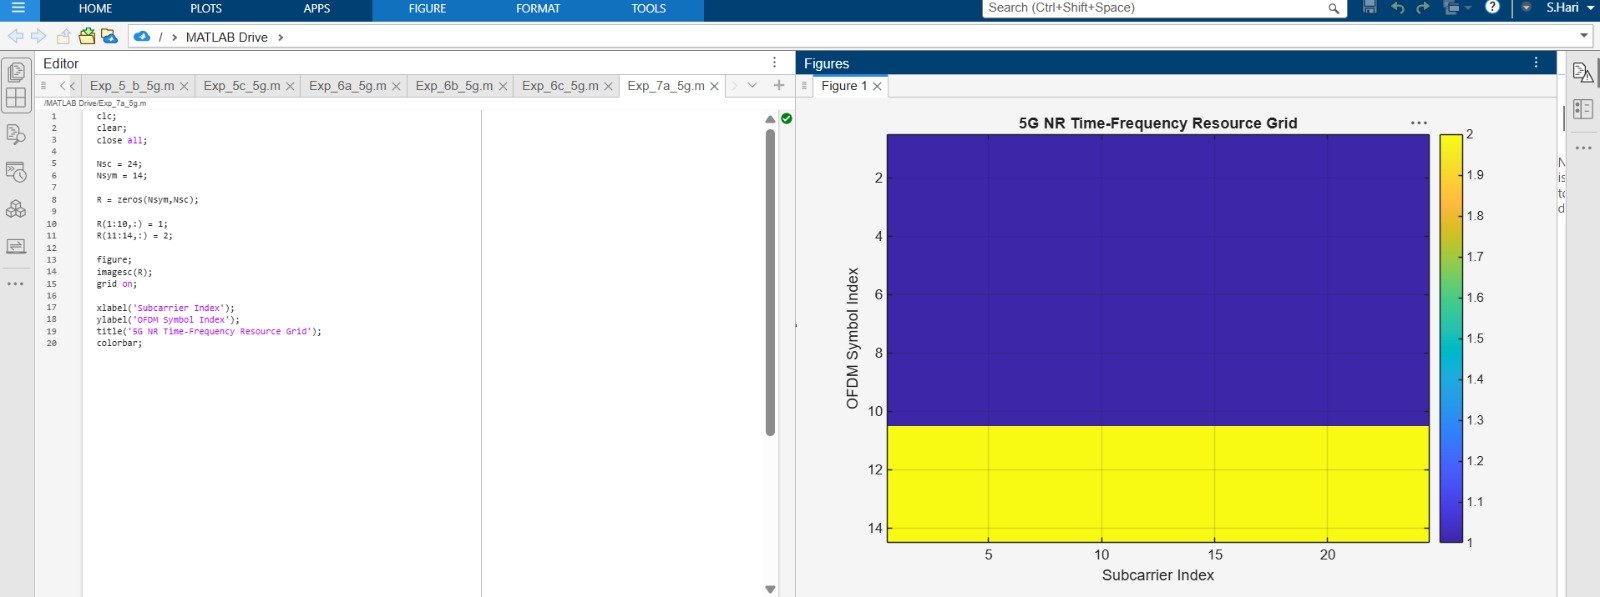 HOME PLOTS APPS FIGURE FORMAT TOOLS Search (Ctrl+Shift+Space) S.Hari
/ > MATLAB Drive >
Editor
Exp_5_b_5g.m Exp_5c_5g.m Exp_6a_5g.m Exp_6b_5g.m Exp_6c_5g.m Exp_7a_5g.m
/MATLAB Drive/Exp_7a_5g.m
1 clc;
2 clear;
3 close all;
4
5 Nsc = 24;
6 Nsym = 14;
7
8 R = zeros(Nsym,Nsc);
9
10 R(1:10,:) = 1;
11 R(11:14,:) = 2;
12
13 figure;
14 imagesc(R);
15 grid on;
16
17 xlabel('Subcarrier Index');
18 ylabel('OFDM Symbol Index');
19 title('5G NR Time-Frequency Resource Grid');
20 colorbar;
Figures
Figure 1
5G NR Time-Frequency Resource Grid
OFDM Symbol Index
2
4
6
8
10
12
14
5 10 15 20
Subcarrier Index
2
1.9
1.8
1.7
1.6
1.5
1.4
1.3
1.2
1.1
1